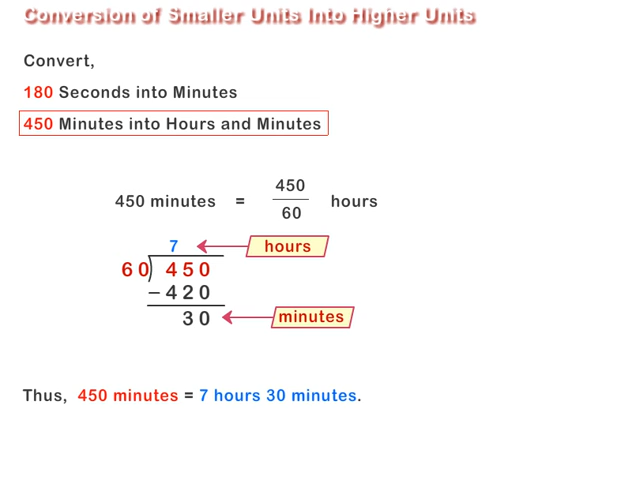 Conversion of Smaller Units Into Higher Units
Convert,
180 Seconds into Minutes
450 Minutes into Hours and Minutes
450 minutes = 450/60 hours
7 hours
60) 450
– 420
30 minutes
Thus, 450 minutes = 7 hours 30 minutes.